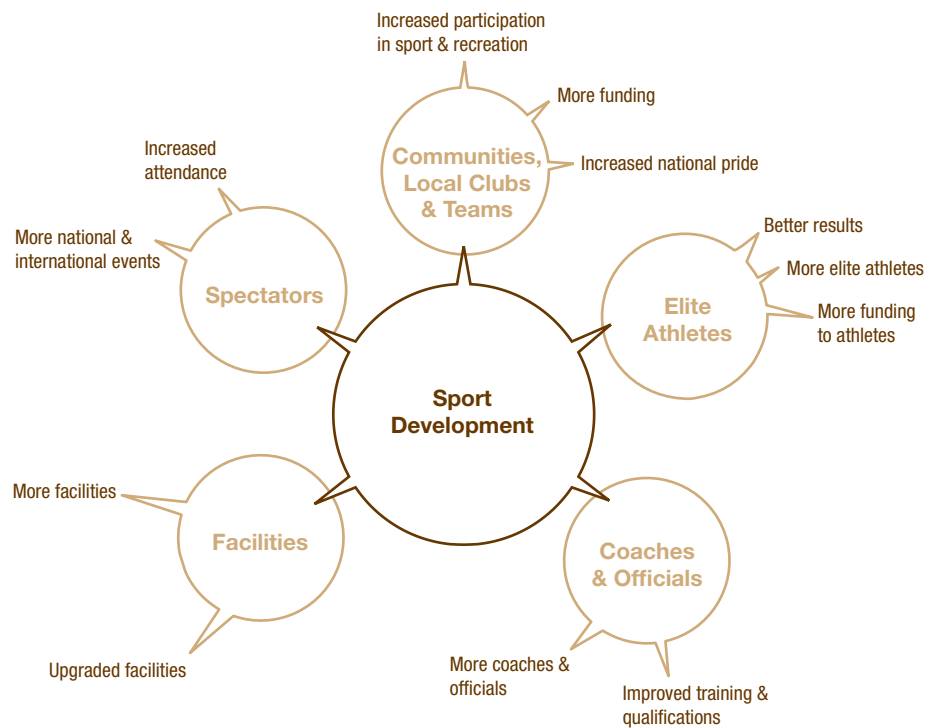 Increased participation
in sport & recreation
More funding
Increased national pride
Communities,
Local Clubs
& Teams
Increased
attendance
More national &
international events
Spectators
Better results
More elite athletes
More funding
to athletes
Elite
Athletes
Sport
Development
More facilities
Facilities
Upgraded facilities
Coaches
& Officials
More coaches &
officials
Improved training &
qualifications